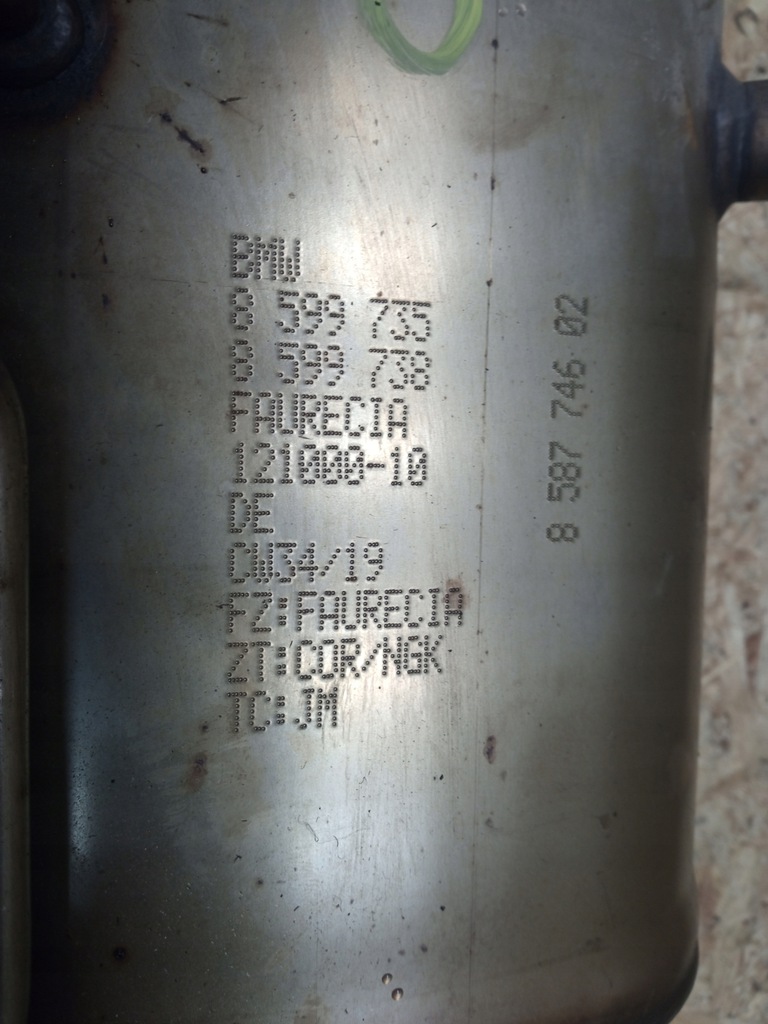 BMW
8 599 735
8 599 738
FAURECIA
121000-10
DE
CW34/19
FZ:FAURECIA
ZT:COR/NGK
TC:JM
8 587 746 02